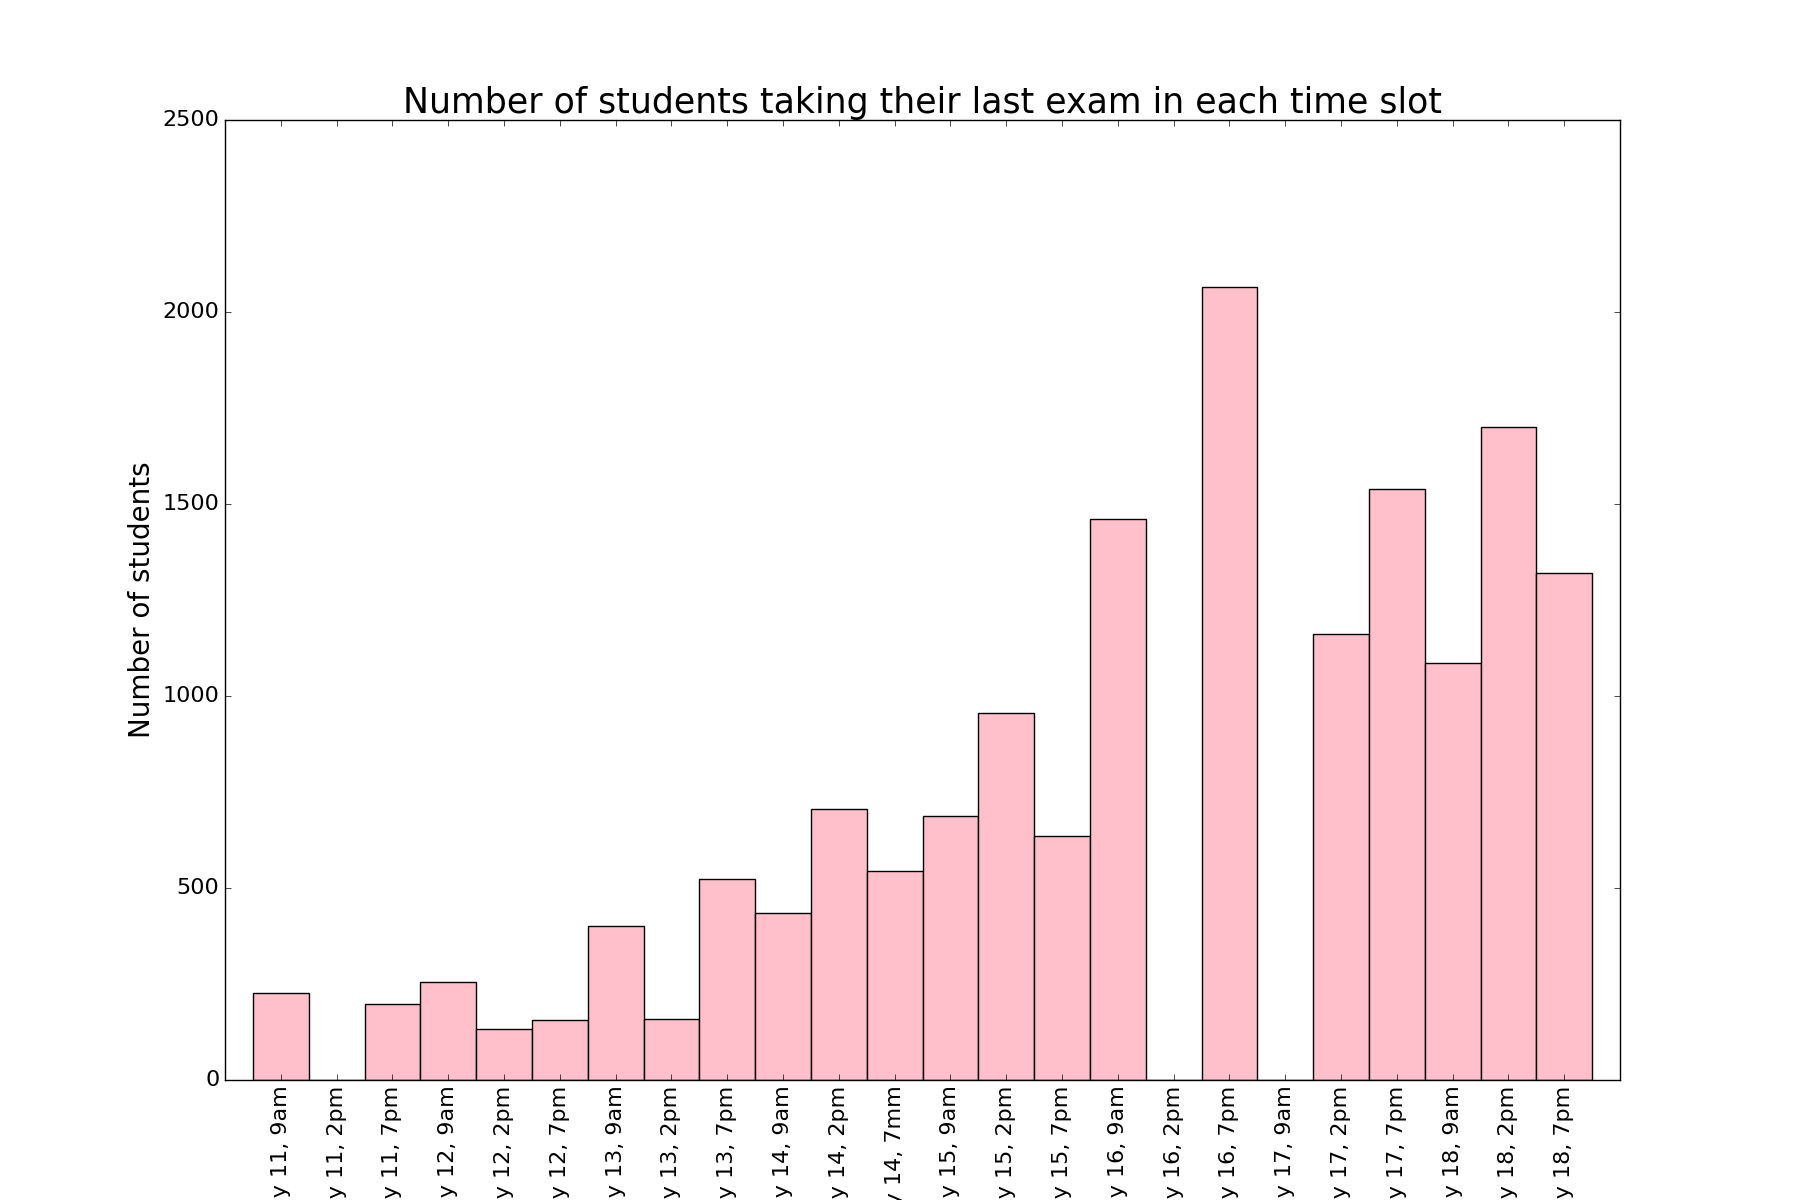 Number of students taking their last exam in each time slot
Number of students
2500
2000
1500
1000
500
0
y 11, 9am
y 11, 2pm
y 11, 7pm
y 12, 9am
y 12, 2pm
y 12, 7pm
y 13, 9am
y 13, 2pm
y 13, 7pm
y 14, 9am
y 14, 2pm
y 14, 7mm
y 15, 9am
y 15, 2pm
y 15, 7pm
y 16, 9am
y 16, 2pm
y 16, 7pm
y 17, 9am
y 17, 2pm
y 17, 7pm
y 18, 9am
y 18, 2pm
y 18, 7pm